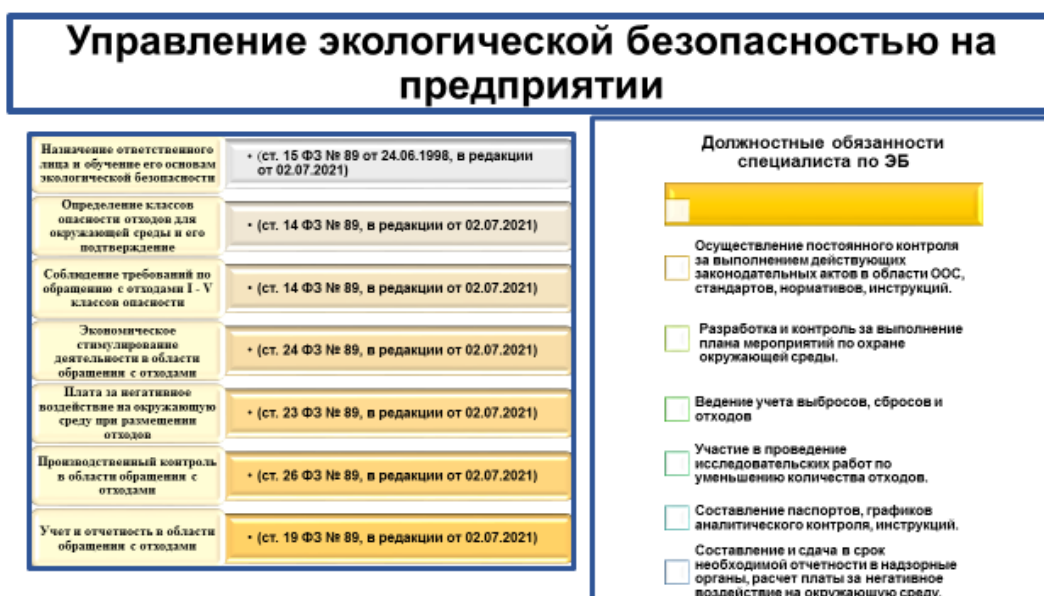 Управление экологической безопасностью на
предприятии
Назначение ответственного
лица и обучение его основам
экологической безопасности
• (ст. 15 ФЗ № 89 от 24.06.1998, в редакции
от 02.07.2021)
Определение классов
опасности отходов для
окружающей среды и его
подтверждение
• (ст. 14 ФЗ № 89, в редакции от 02.07.2021)
Соблюдение требований по
обращению с отходами I - V
классов опасности
• (ст. 14 ФЗ № 89, в редакции от 02.07.2021)
Экономическое
стимулирование
деятельности в области
обращения с отходами
• (ст. 24 ФЗ № 89, в редакции от 02.07.2021)
Плата за негативное
воздействие на окружающую
среду при размещении
отходов
• (ст. 23 ФЗ № 89, в редакции от 02.07.2021)
Производственный контроль
в области обращения с
отходами
• (ст. 26 ФЗ № 89, в редакции от 02.07.2021)
Учет и отчетность в области
обращения с отходами
• (ст. 19 ФЗ № 89, в редакции от 02.07.2021)
Должностные обязанности
специалиста по ЭБ
Осуществление постоянного контроля
за выполнением действующих
законодательных актов в области ООС,
стандартов, нормативов, инструкций.
Разработка и контроль за выполнение
плана мероприятий по охране
окружающей среды.
Ведение учета выбросов, сбросов и
отходов
Участие в проведение
исследовательских работ по
уменьшению количества отходов.
Составление паспортов, графиков
аналитического контроля, инструкций.
Составление и сдача в срок
необходимой отчетности в надзорные
органы, расчет платы за негативное
воздействие на окружающую среду.